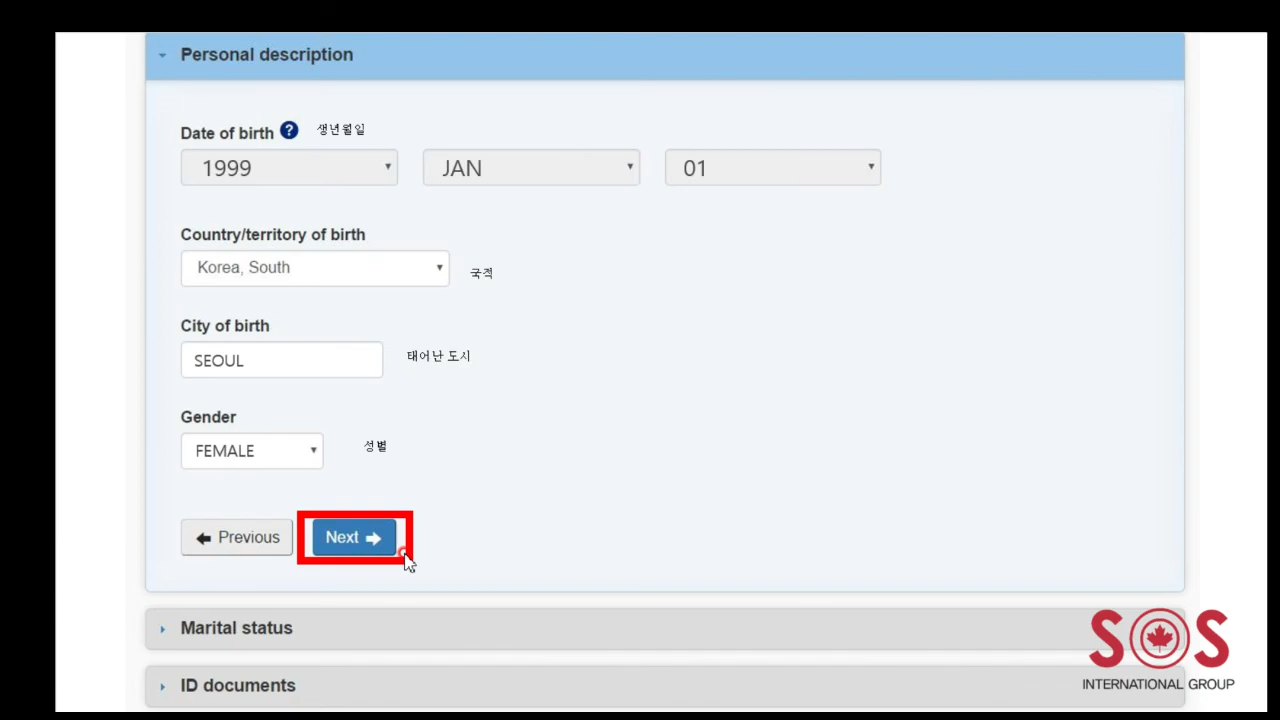 Personal description
Date of birth ? 생년월일
1999 JAN 01
Country/territory of birth
Korea, South 국적
City of birth
SEOUL 태어난 도시
Gender
FEMALE 성별
Previous Next
Marital status
ID documents
SOS
INTERNATIONAL GROUP